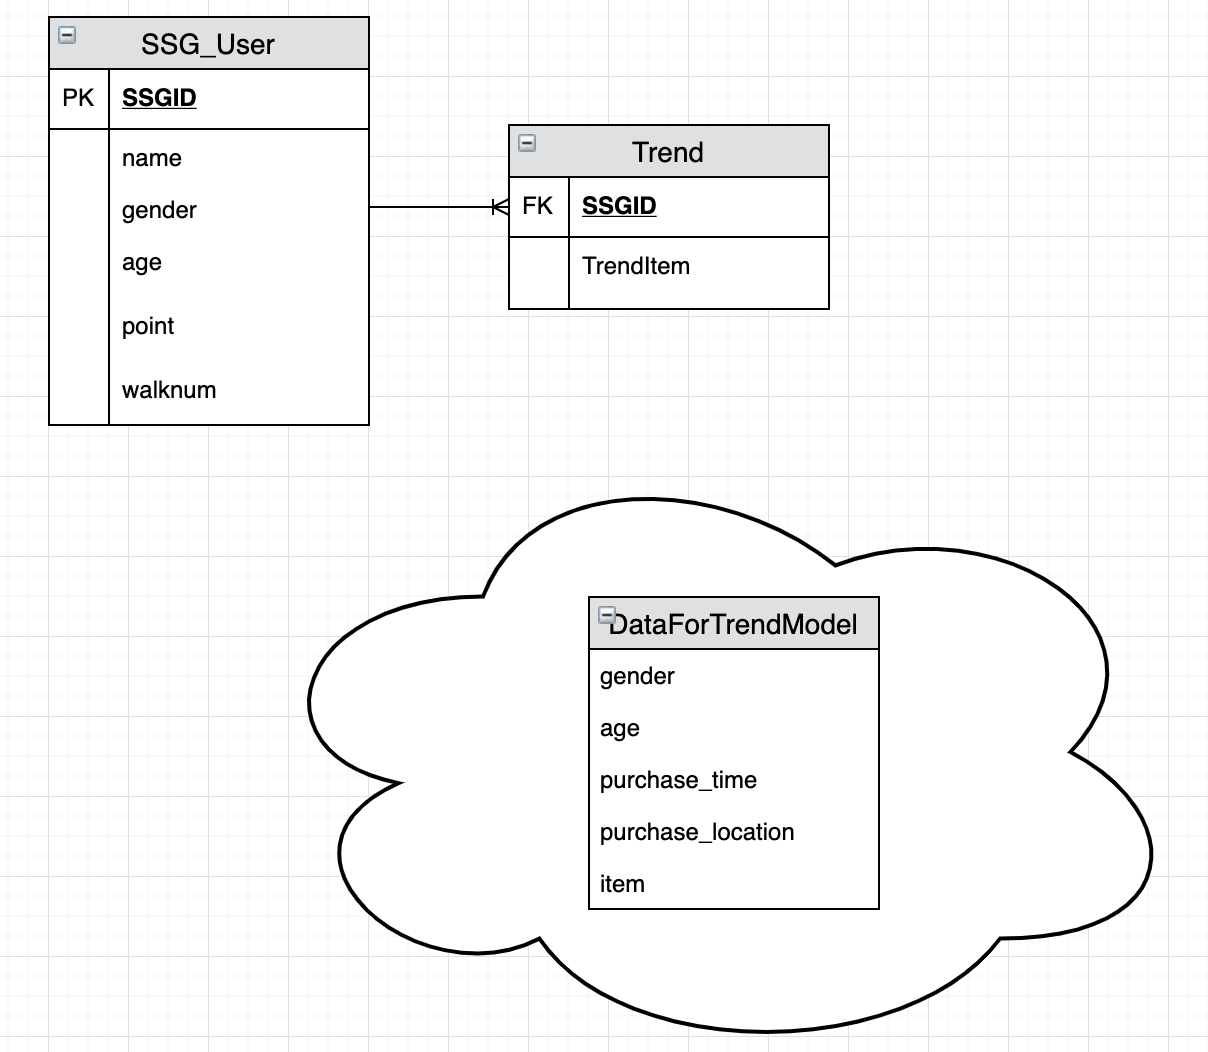 SSG_User
PK SSGID
name
gender
age
point
walknum
Trend
FK SSGID
TrendItem
DataForTrendModel
gender
age
purchase_time
purchase_location
item